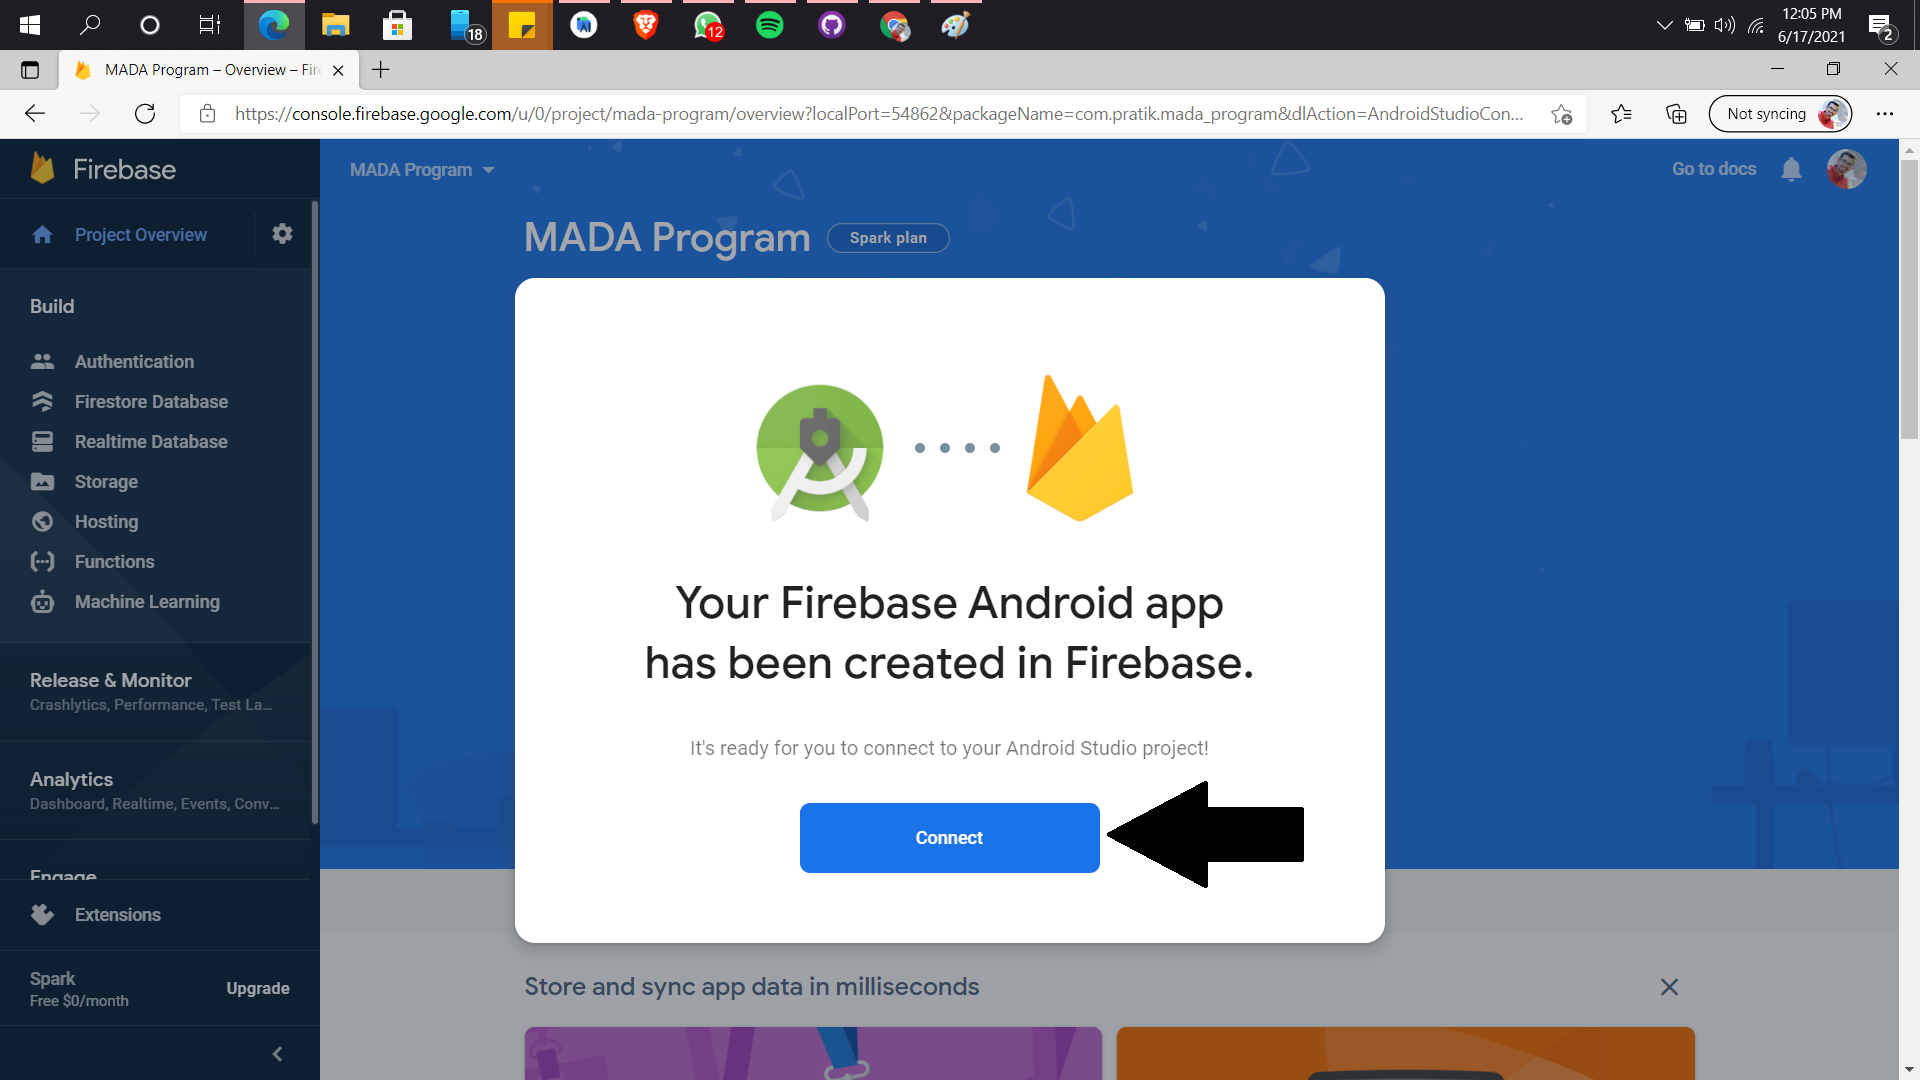 12:05 PM
6/17/2021
18
12
2
MADA Program – Overview – Fire
https://console.firebase.google.com/u/0/project/mada-program/overview?localPort=54862&packageName=com.pratik.mada_program&dlAction=AndroidStudioCon...
Not syncing
Firebase
MADA Program
Go to docs
Project Overview
MADA Program
Spark plan
Build
Authentication
Firestore Database
Realtime Database
Storage
Hosting
Functions
Machine Learning
Your Firebase Android app
has been created in Firebase.
Release & Monitor
Crashlytics, Performance, Test La...
It's ready for you to connect to your Android Studio project!
Analytics
Dashboard, Realtime, Events, Conv...
Connect
Engage
Extensions
Spark
Free $0/month
Upgrade
Store and sync app data in milliseconds